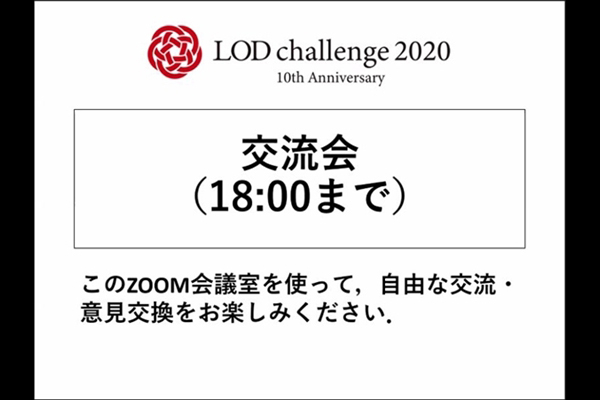 LOD challenge 2020
10th Anniversary
交流会
（18:00まで）
このZOOM会議室を使って，自由な交流・
意見交換をお楽しみください．